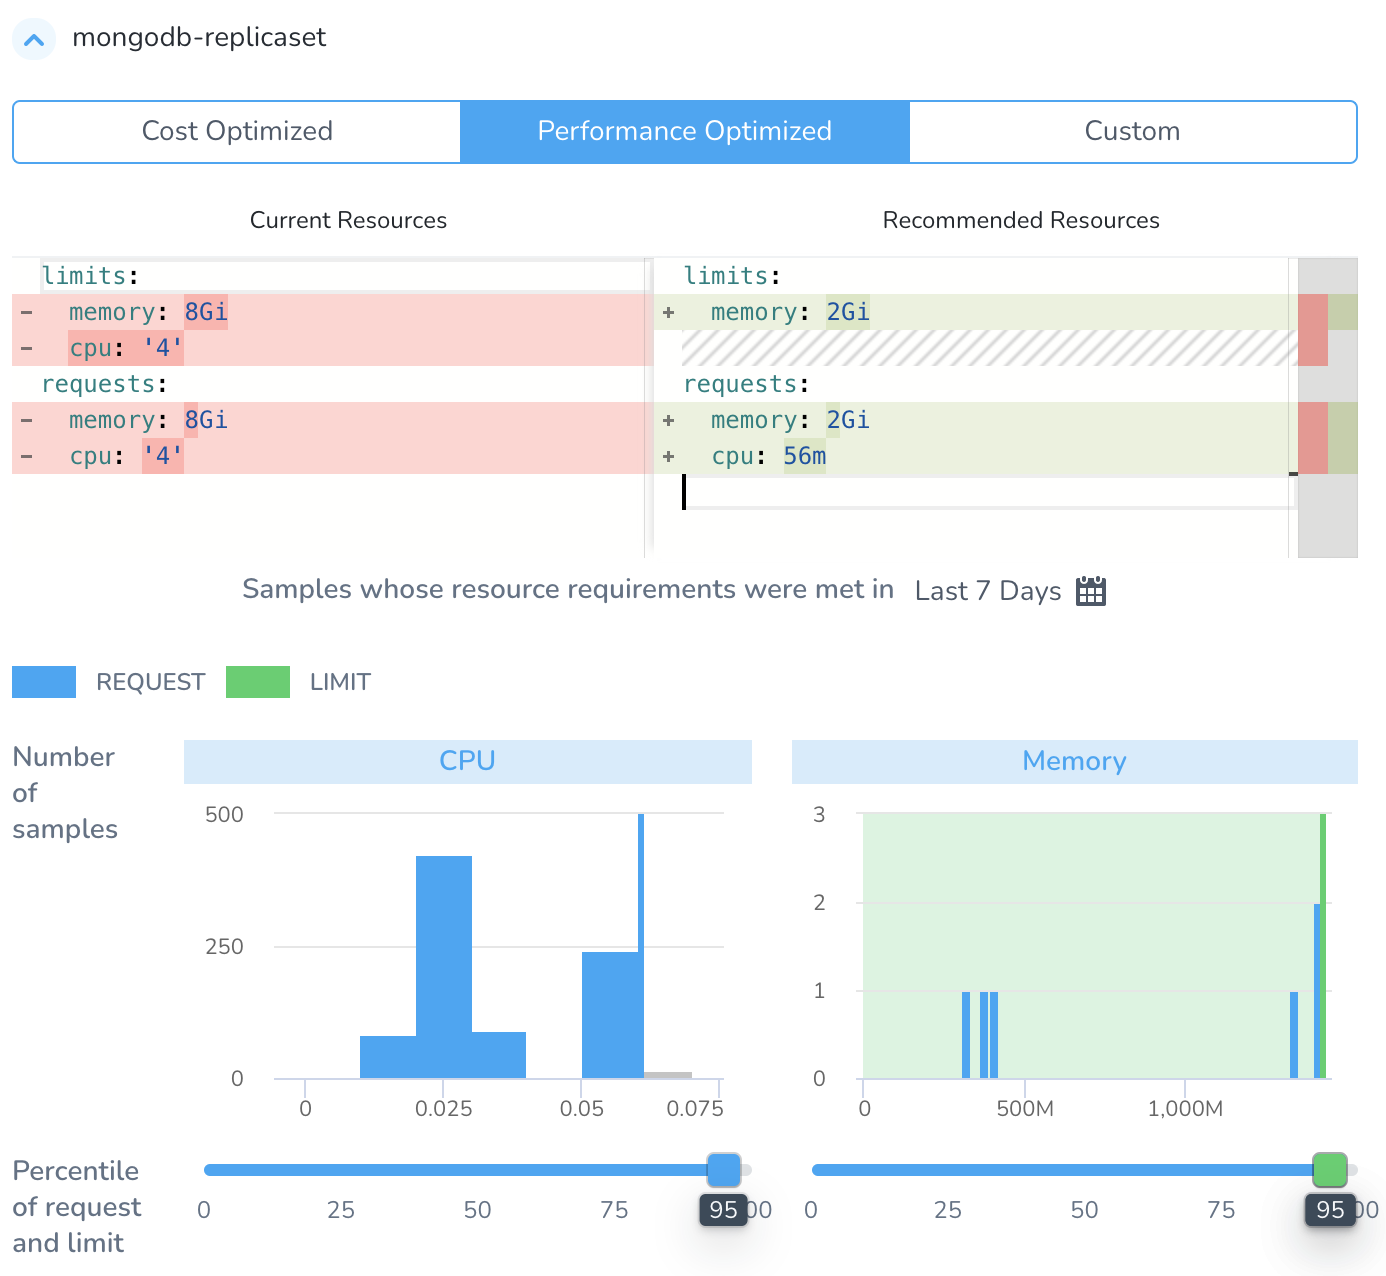 mongodb-replicaset
Cost Optimized
Performance Optimized
Custom
Current Resources
Recommended Resources
limits:
- memory: 8Gi
- cpu: '4'
requests:
- memory: 8Gi
- cpu: '4'
limits:
+ memory: 2Gi
requests:
+ memory: 2Gi
+ cpu: 56m
Samples whose resource requirements were met in Last 7 Days
REQUEST
LIMIT
Number
of
samples
CPU
500
250
0
0 0.025 0.05 0.075
Memory
3
2
1
0
0 500M 1,000M
Percentile
of request
and limit
0 25 50 75 95 00
0 25 50 75 95 00